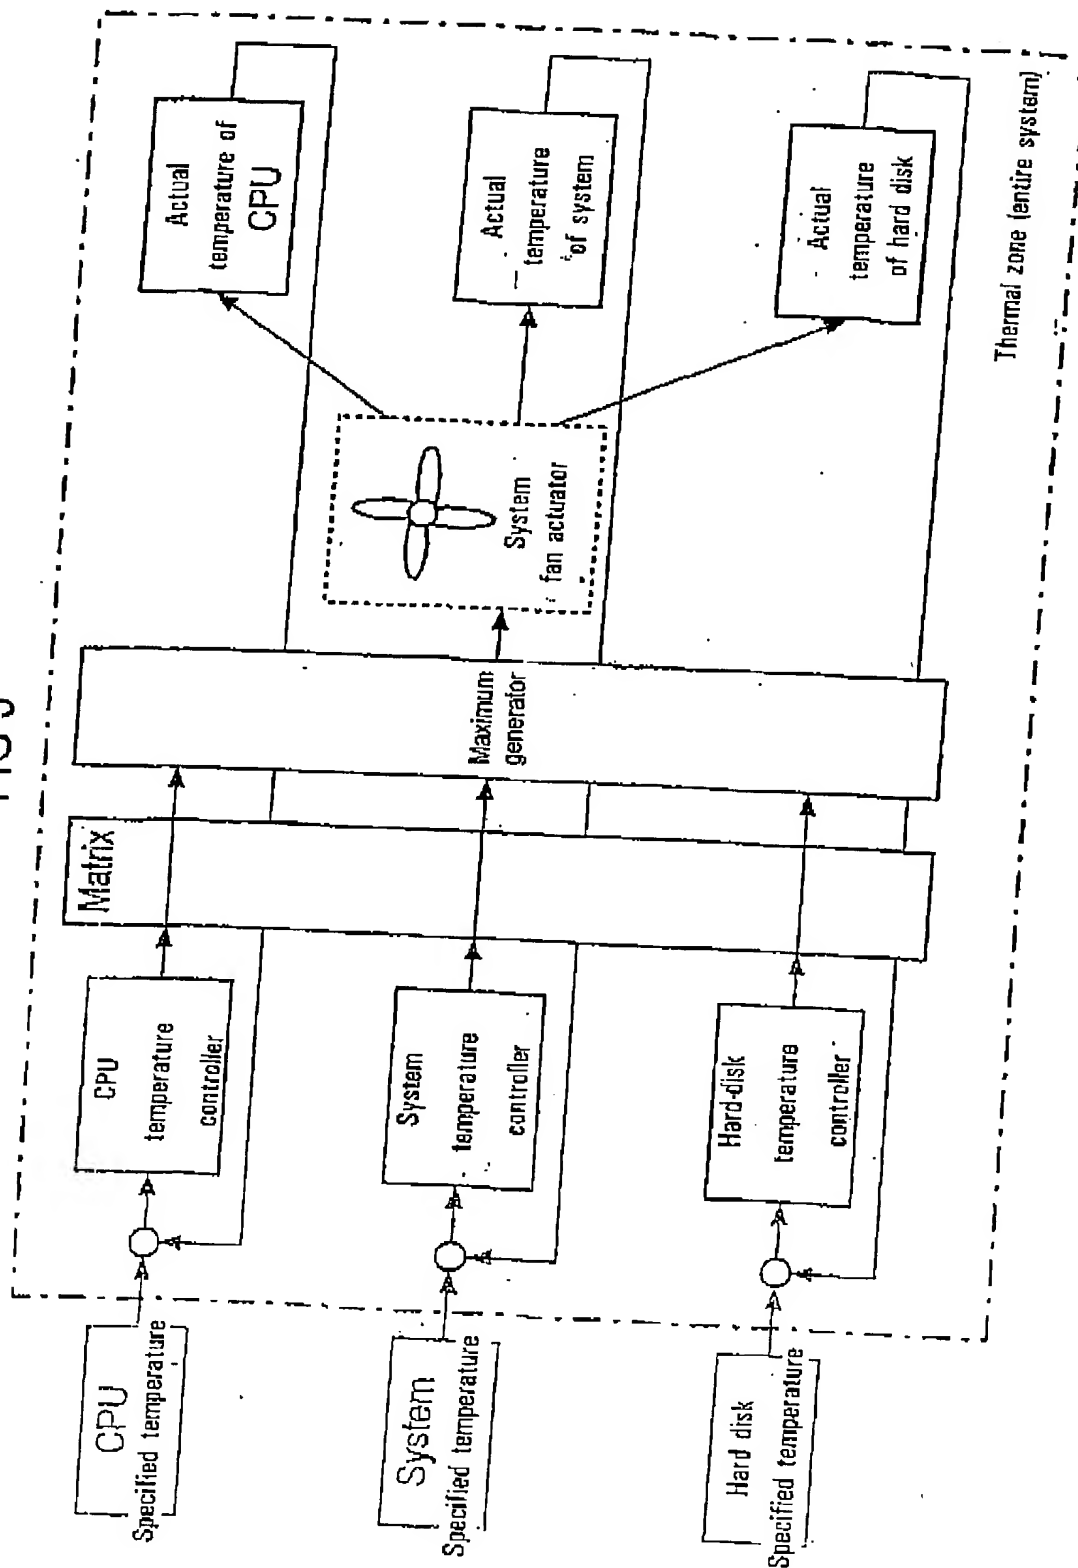 FIG
CPU
Specified temperature
CPU
temperature
controller
Matrix
Actual
temperature of
CPU
System
Specified temperature
System
temperature
controller
Maximum
generator
System
fan actuator
Actual
temperature
of system
Hard disk
Specified temperature
Hard-disk
temperature
controller
Actual
temperature
of hard disk
Thermal zone (entire system)